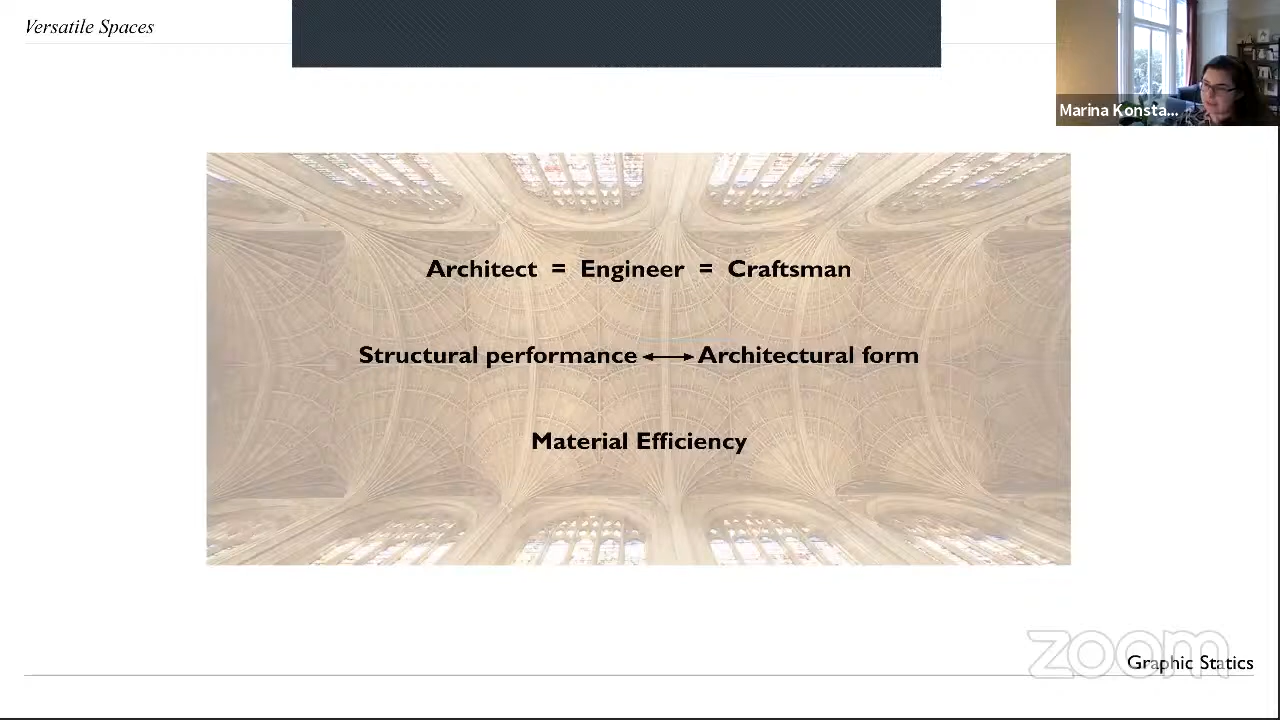 Versatile Spaces
Marina Konsta...
Architect = Engineer = Craftsman
Structural performance ⟷ Architectural form
Material Efficiency
zoom
Graphic Statics